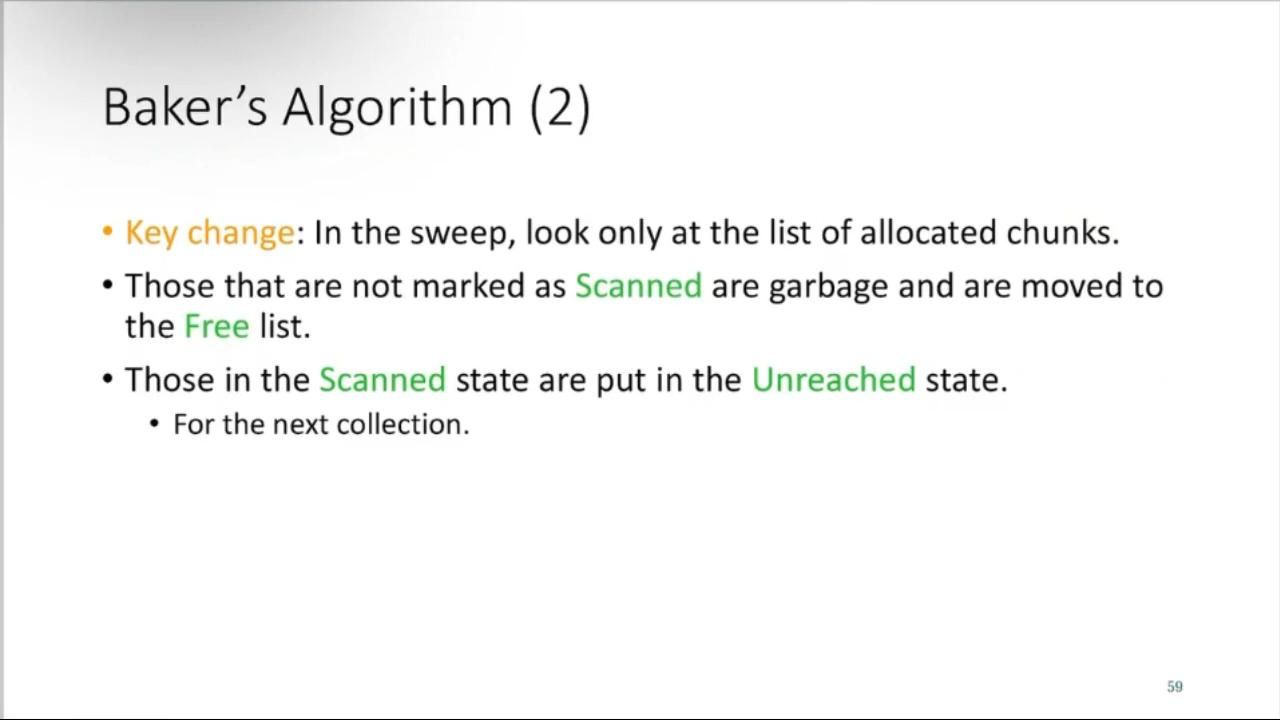 Baker’s Algorithm (2)
• Key change: In the sweep, look only at the list of allocated chunks.
• Those that are not marked as Scanned are garbage and are moved to
the Free list.
• Those in the Scanned state are put in the Unreached state.
• For the next collection.
59